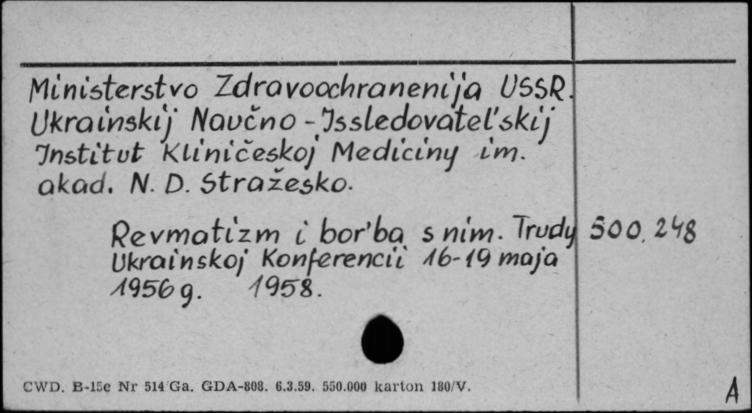 Ministerstvo Zdravoochranenija USSR.
Ukrainskij Naučno-Issledovatel'skij
Institut Kliničeskoj Mediciny im.
akad. N. D. Stražesko.
Revmatizm i bor'ba s nim. Trudy 500.248
Ukrainskoj Konferencii 16-19 maja
1956 g. 1958.
CWD. B-15c Nr 514 Ga. GDA-808. 6.3.59. 550.000 karton 180/V.
A